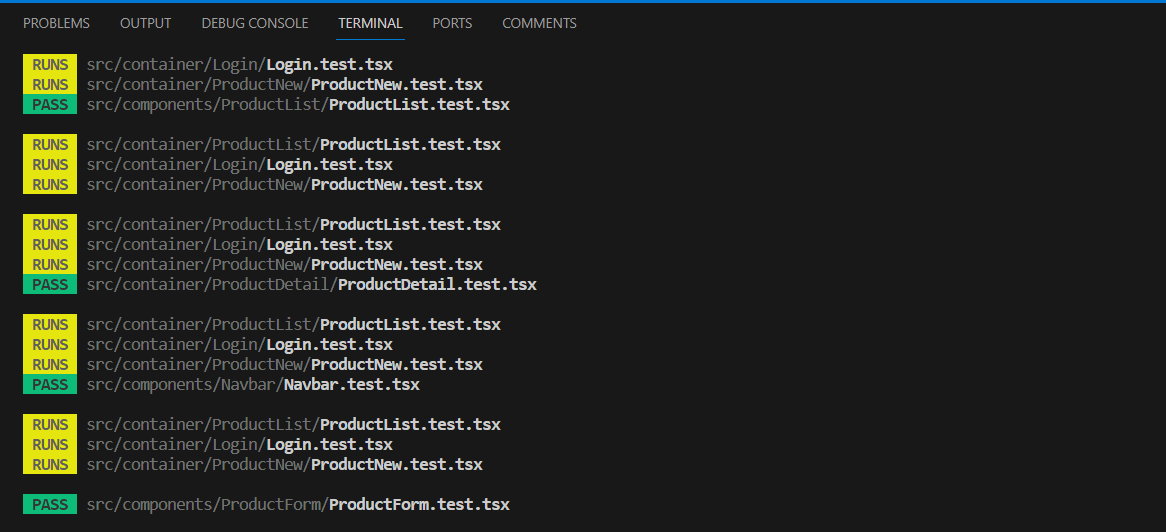 PROBLEMS OUTPUT DEBUG CONSOLE TERMINAL PORTS COMMENTS
RUNS src/container/Login/Login.test.tsx
RUNS src/container/ProductNew/ProductNew.test.tsx
PASS src/components/ProductList/ProductList.test.tsx
RUNS src/container/ProductList/ProductList.test.tsx
RUNS src/container/Login/Login.test.tsx
RUNS src/container/ProductNew/ProductNew.test.tsx
RUNS src/container/ProductList/ProductList.test.tsx
RUNS src/container/Login/Login.test.tsx
RUNS src/container/ProductNew/ProductNew.test.tsx
PASS src/container/ProductDetail/ProductDetail.test.tsx
RUNS src/container/ProductList/ProductList.test.tsx
RUNS src/container/Login/Login.test.tsx
RUNS src/container/ProductNew/ProductNew.test.tsx
PASS src/components/Navbar/Navbar.test.tsx
RUNS src/container/ProductList/ProductList.test.tsx
RUNS src/container/Login/Login.test.tsx
RUNS src/container/ProductNew/ProductNew.test.tsx
PASS src/components/ProductForm/ProductForm.test.tsx